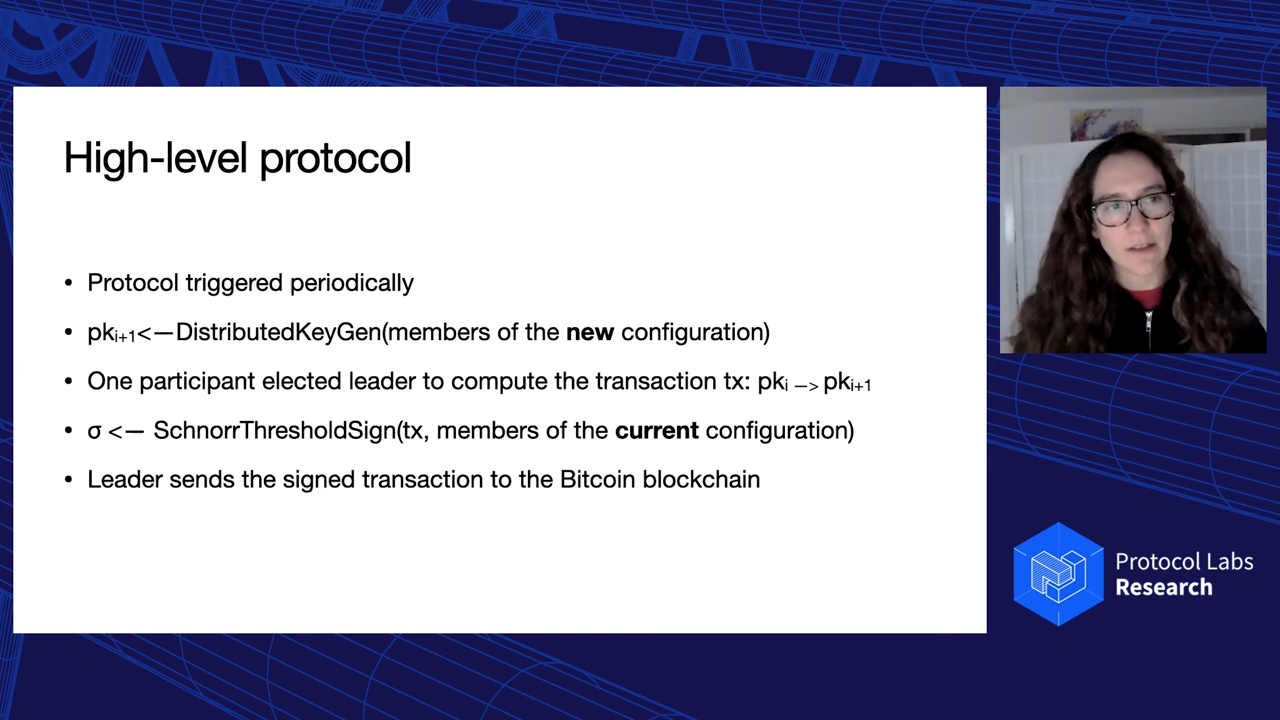 High-level protocol
• Protocol triggered periodically
• pkᵢ₊₁<—DistributedKeyGen(members of the new configuration)
• One participant elected leader to compute the transaction tx: pkᵢ —> pkᵢ₊₁
• σ <— SchnorrThresholdSign(tx, members of the current configuration)
• Leader sends the signed transaction to the Bitcoin blockchain
Protocol Labs
Research